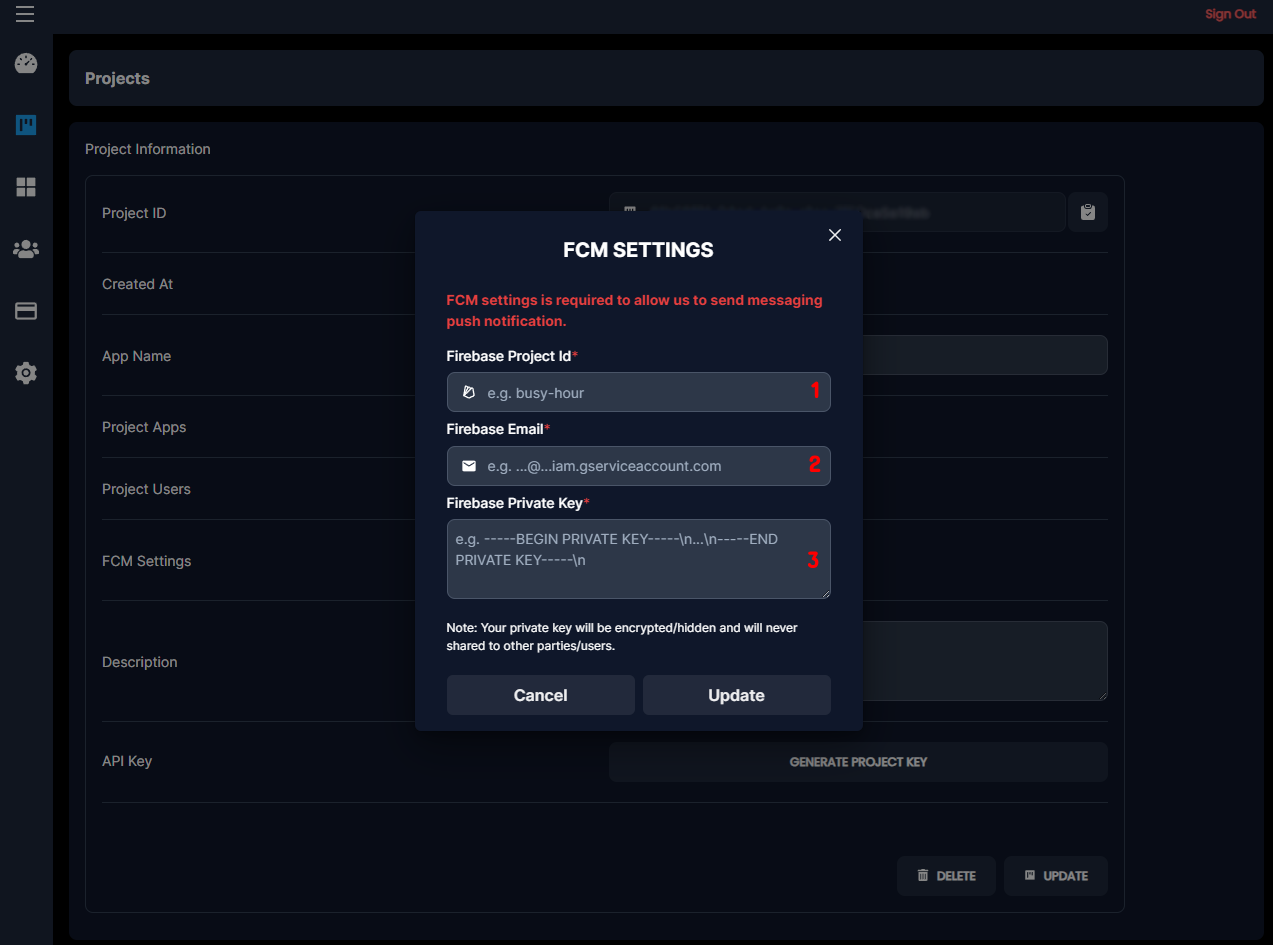 Sign Out
Projects
Project Information
Project ID
Created At
App Name
Project Apps
Project Users
FCM Settings
Description
API Key
GENERATE PROJECT KEY
DELETE
UPDATE
FCM SETTINGS
FCM settings is required to allow us to send messaging
push notification.
Firebase Project Id*
e.g. busy-hour 1
Firebase Email*
e.g. ...@...iam.gserviceaccount.com 2
Firebase Private Key*
e.g. -----BEGIN PRIVATE KEY-----\n...\n-----END
PRIVATE KEY-----\n
3
Note: Your private key will be encrypted/hidden and will never
shared to other parties/users.
Cancel
Update